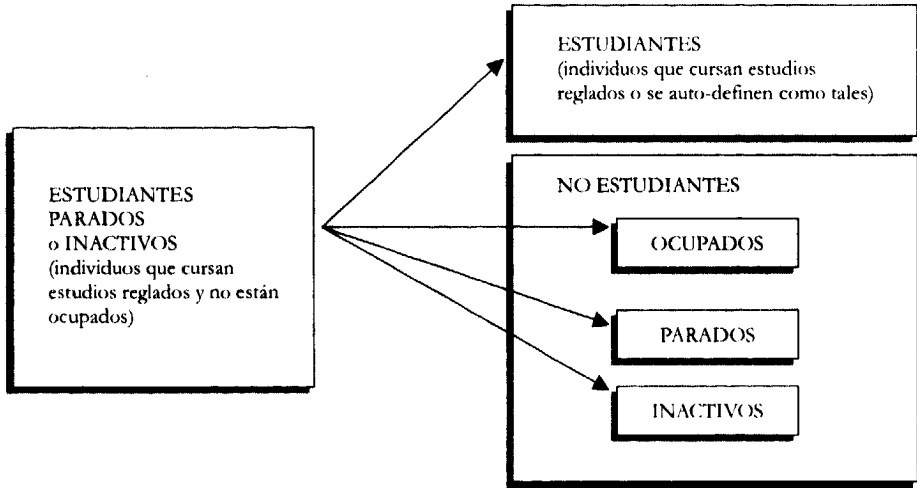 ESTUDIANTES
PARADOS
o INACTIVOS
(individuos que cursan
estudios reglados y no están
ocupados)
ESTUDIANTES
(individuos que cursan estudios
reglados o se auto-definen como tales)
NO ESTUDIANTES
OCUPADOS
PARADOS
INACTIVOS